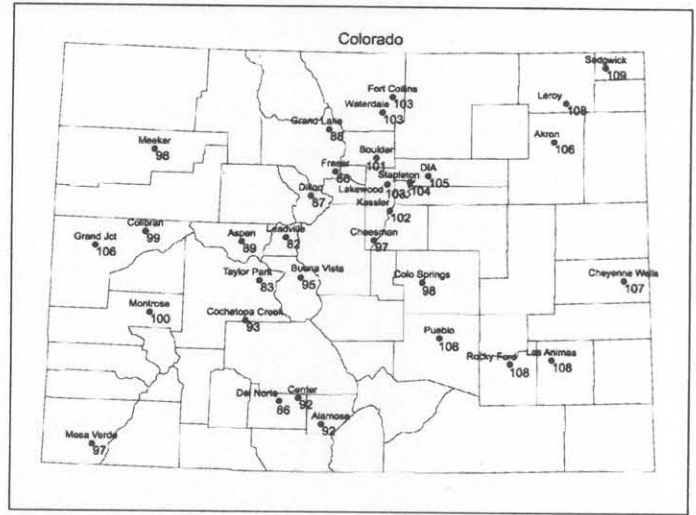 Colorado
Sedgwick
109
Fort Collins
103
Leroy
108
Waterdale
103
Grand Lake
88
Akron
106
Meeker
98
Boulder
101
Fraser
86
Stapleton
104
DIA
105
Dillon
87
Lakewood
103
Kassler
102
Collbran
99
Grand Jct
106
Aspen
89
Leadville
82
Cheesman
97
Taylor Park
83
Buena Vista
95
Colo Springs
98
Cheyenne Wells
107
Montrose
100
Cochetopa Creek
93
Pueblo
108
Rocky Ford
108
Las Animas
108
Del Norte
86
Center
92
Alamosa
92
Mesa Verde
97